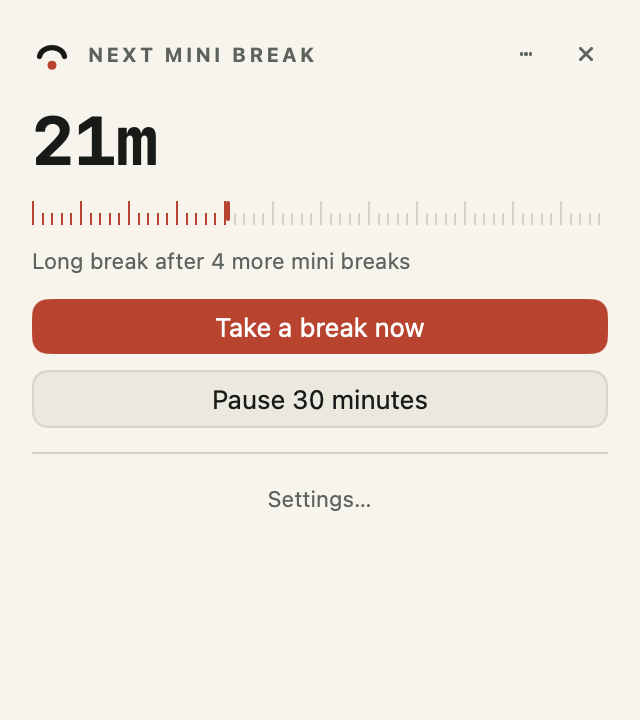 NEXT MINI BREAK
21m
Long break after 4 more mini breaks
Take a break now
Pause 30 minutes
Settings...